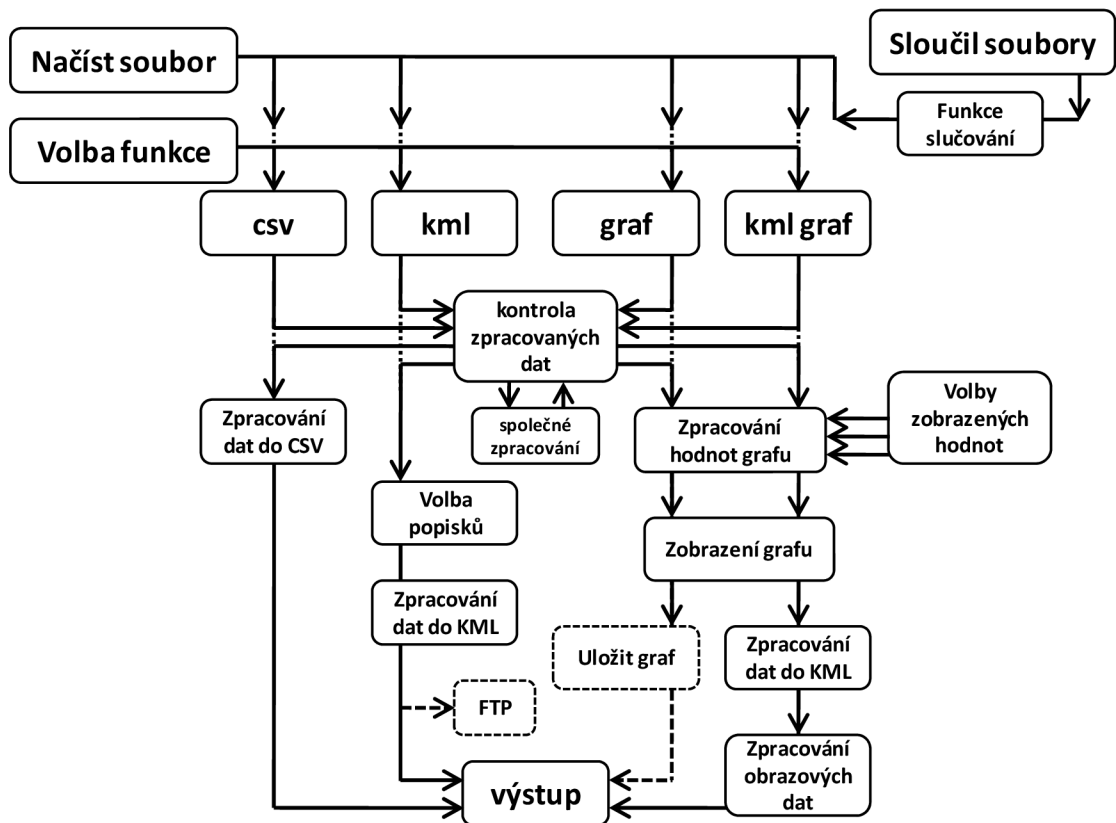 Načíst soubor
Sloučil soubory
Funkce
slučování
Volba funkce
csv
kml
graf
kml graf
kontrola
zpracovaných
dat
Zpracování
dat do CSV
společné
zpracování
Zpracování
hodnot grafu
Volby
zobrazených
hodnot
Volba
popisků
Zobrazení grafu
Zpracování
dat do KML
Uložit graf
Zpracování
dat do KML
FTP
Zpracování
obrazových
dat
výstup